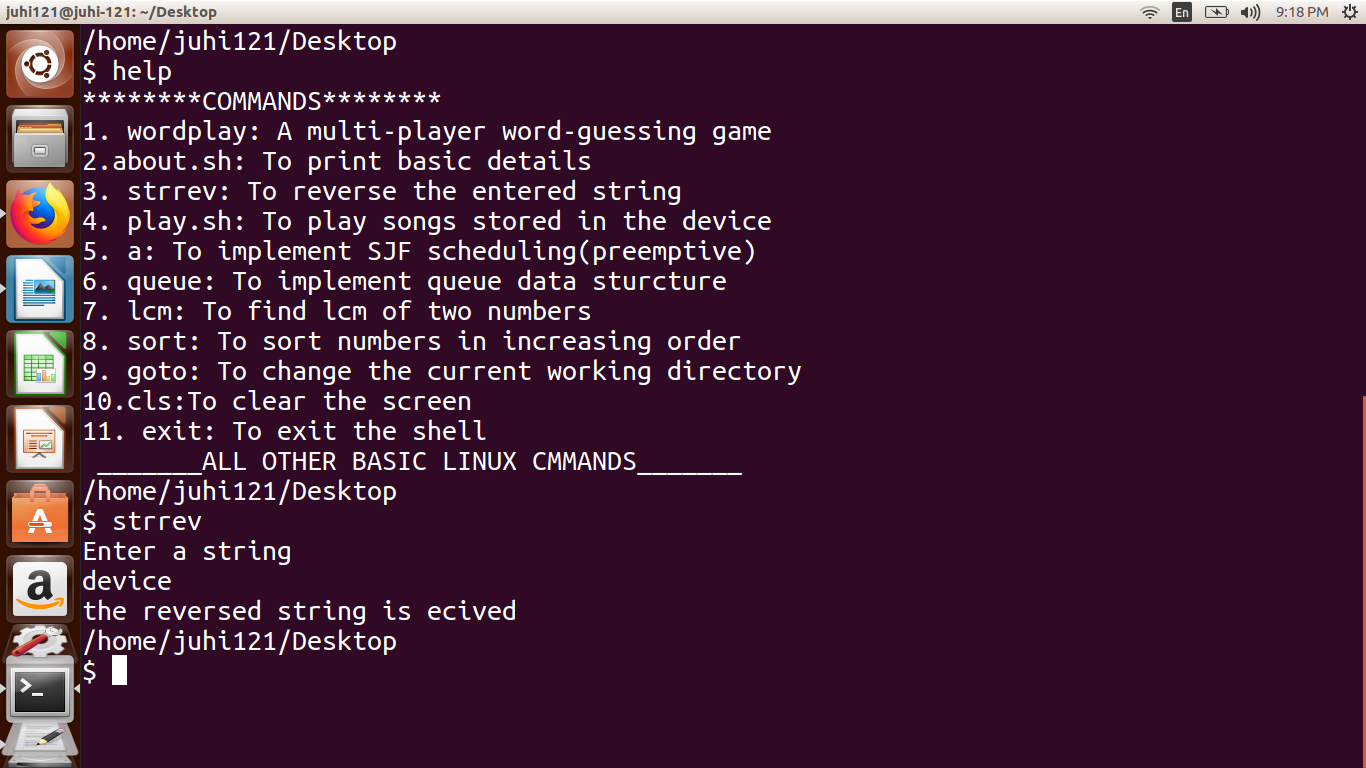 juhi121@juhi-121: ~/Desktop
En
9:18 PM
/home/juhi121/Desktop
$ help
********COMMANDS********
1. wordplay: A multi-player word-guessing game
2.about.sh: To print basic details
3. strrev: To reverse the entered string
4. play.sh: To play songs stored in the device
5. a: To implement SJF scheduling(preemptive)
6. queue: To implement queue data sturcture
7. lcm: To find lcm of two numbers
8. sort: To sort numbers in increasing order
9. goto: To change the current working directory
10.cls:To clear the screen
11. exit: To exit the shell
_______ALL OTHER BASIC LINUX CMMANDS_______
/home/juhi121/Desktop
$ strrev
Enter a string
device
the reversed string is ecived
/home/juhi121/Desktop
$